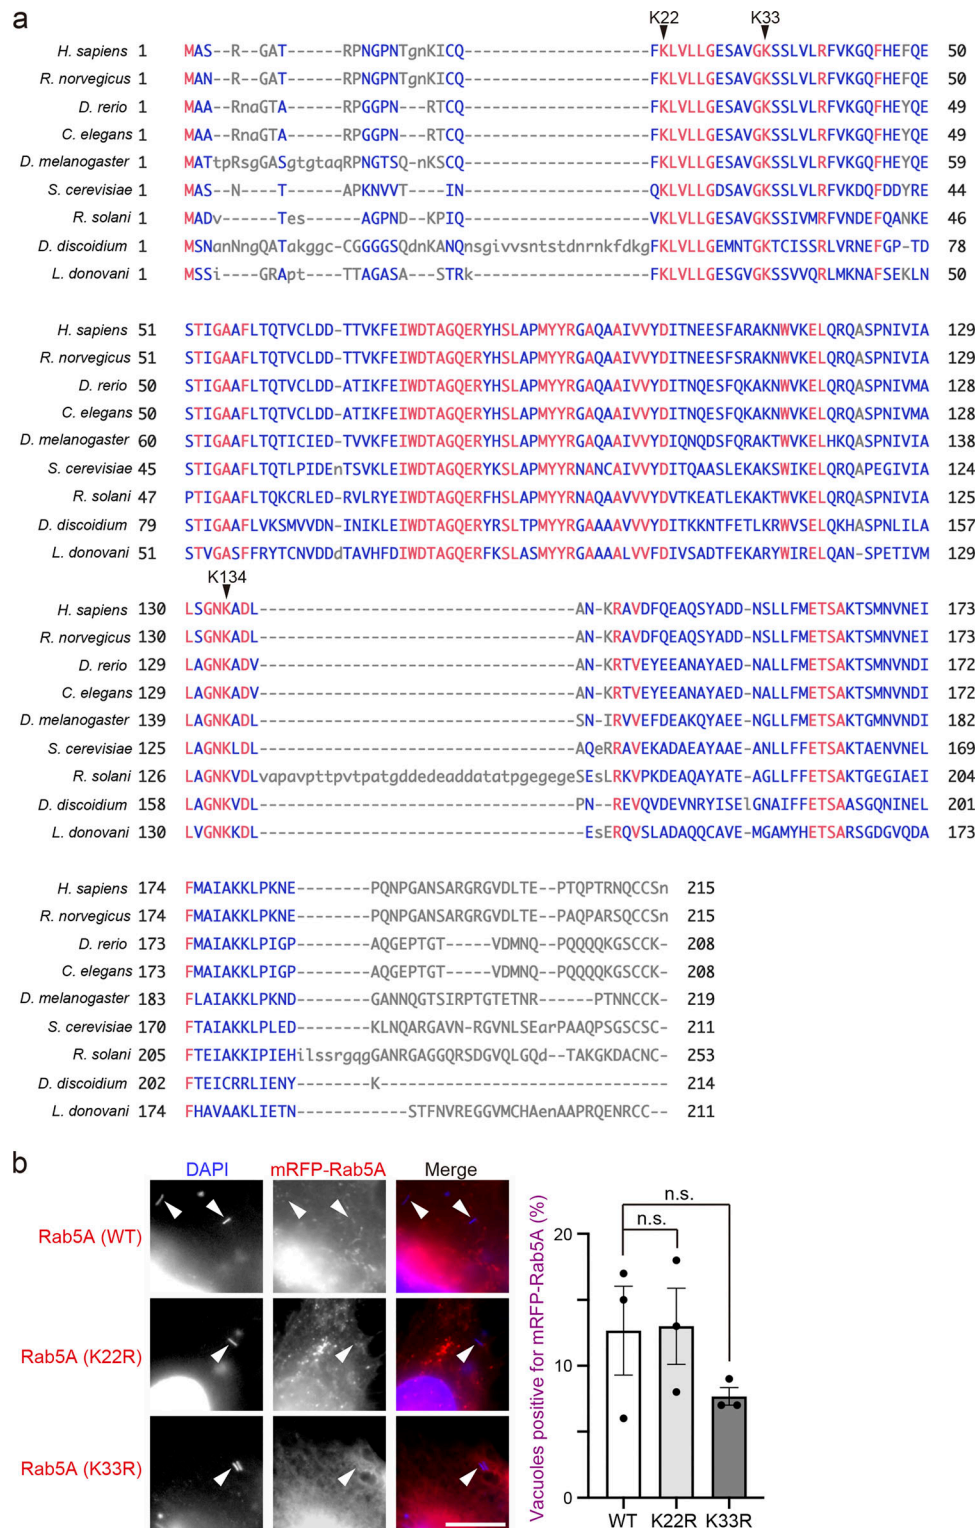 a
K22 K33
H. sapiens 1 MAS--R--GAT------RPNGPNTgnKICQ--------------------FKLVLLGESAVGKSSLVLRFVKGQFHEFQE 50
R. norvegicus 1 MAN--R--GAT------RPNGPNTgnKICQ--------------------FKLVLLGESAVGKSSLVLRFVKGQFHEYQE 50
D. rerio 1 MAA--RnaGTA------RPGGPN--RTCQ--------------------FKLVLLGESAVGKSSLVLRFVKGQFHEYQE 49
C. elegans 1 MAA--RnaGTA------RPGGPN--RTCQ--------------------FKLVLLGESAVGKSSLVLRFVKGQFHEYQE 49
D. melanogaster 1 MATtpRsgGASgtgtaqRPNGTSQ-nKSCQ--------------------FKLVLLGESAVGKSSLVLRFVKGQFHEYQE 59
S. cerevisiae 1 MAS--N----T------APKNVVT---IN--------------------QKLVLLGDSAVGKSSLVLRFVKDQFDDYRE 44
R. solani 1 MADv------Tes------AGPND--KPIQ--------------------VKLVLLGESAVGKSSIVMRFVNDEFQANKE 46
D. discoidium 1 MSNanNngQATakggc-CGGGGSQdnKANQnsgivvsntstdnrnkfdkgFKLVLLGEMNTGKTCISSRLVRNEFGP-TD 78
L. donovani 1 MSSi----GRApt----TTAGASA---STRk--------------------FKLVLLGESGVGKSSVVQRLMKNAFSEKLN 50
H. sapiens 51 STIGAAFLTQTVCLDD-TTVKFEIWDTAGQERYHSLAPMYYRGAQAAIVVYDITNEESFARAKNWVKELQRQASPNIVIA 129
R. norvegicus 51 STIGAAFLTQTVCLDD-TTVKFEIWDTAGQERYHSLAPMYYRGAQAAIVVYDITNEESFSRAKNWVKELQRQASPNIVIA 129
D. rerio 50 STIGAAFLTQTVCLDD-ATIKFEIWDTAGQERYHSLAPMYYRGAQAAIVVYDITNQESFQKAKNWVKELQRQASPNIVMA 128
C. elegans 50 STIGAAFLTQTVCLDD-ATIKFEIWDTAGQERYHSLAPMYYRGAQAAIVVYDITNQESFQKAKNWVKELQRQASPNIVMA 128
D. melanogaster 60 STIGAAFLTQTICIED-TVVKFEIWDTAGQERYHSLAPMYYRGAQAAIVVYDIQNQDSFQRAKTWVKELHKQASPNIVIA 138
S. cerevisiae 45 STIGAAFLTQTLPIDEnTSVKLEIWDTAGQERYKSLAPMYYRNANCAIVVYDITQAASLEKAKSWIKELQRQAPEGIVIA 124
R. solani 47 PTIGAAFLTQKCRLED-RVLRYEIWDTAGQERFHSLAPMYYRNAQAAVVVYDVTKEATLEKAKTWVKELQRQASPNIVIA 125
D. discoidium 79 STIGAAFLVKSMVVDN-INIKLEIWDTAGQERYRSLTPMYYRGAAAAVVVYDITKKNTFETLKRWVSELQKHASPNLILA 157
L. donovani 51 STVGASFFRYTCNVDDdTAVHFDIWDTAGQERFKSLASMYYRGAAAALVVFDIVSADTFEKARYWIRELQAN-SPETIVM 129
K134
H. sapiens 130 LSGNKADL----------------------------------AN-KRAVDFQEAQSYADD-NSLLFMETSAKTSMNVNEI 173
R. norvegicus 130 LSGNKADL----------------------------------AN-KRAVDFQEAQSYADD-NSLLFMETSAKTSMNVNEI 173
D. rerio 129 LAGNKADV----------------------------------AN-KRTVEYEEANAYAED-NALLFMETSAKTSMNVNDI 172
C. elegans 129 LAGNKADV----------------------------------AN-KRTVEYEEANAYAED-NALLFMETSAKTSMNVNDI 172
D. melanogaster 139 LAGNKADL----------------------------------SN-IRVVEFDEAKQYAEE-NGLLFMETSAKTGMNVNDI 182
S. cerevisiae 125 LAGNKLDL----------------------------------AQeRRAVEKADAEAYAAE-ANLLFFETSAKTAENVNEL 169
R. solani 126 LAGNKVDLvapavpttpvtpatgddedeaddatatpgegegeSEsLRKVPKDEAQAYATE-AGLLFFETSAKTGEGIAEI 204
D. discoidium 158 LAGNKVDL----------------------------------PN--REVQVDEVNRYISElGNAIFFETSAASGQNINEL 201
L. donovani 130 LVGNKKDL----------------------------------EsERQVSLADAQQCAVE-MGAMYHETSARSGDGVQDA 173
H. sapiens 174 FMAIAKKLPKNE--------PQNPGANSARGRGVDLTE--PTQPTRNQCCSn 215
R. norvegicus 174 FMAIAKKLPKNE--------PQNPGANSARGRGVDLTE--PAQPARSQCCSn 215
D. rerio 173 FMAIAKKLPIGP--------AQGEPTGT-----VDMNQ--PQQQQKGSCCK- 208
C. elegans 173 FMAIAKKLPIGP--------AQGEPTGT-----VDMNQ--PQQQQKGSCCK- 208
D. melanogaster 183 FLAIAKKLPKND--------GANNQGTSIRPTGTETNR------PTNNCCK- 219
S. cerevisiae 170 FTAIAKKLPLED--------KLNQARGAVN-RGVNLSEarPAAQPSGSCSC- 211
R. solani 205 FTEIAKKIPIEHilssrgqgGANRGAGGQRSDGVQLGQd--TAKGKDACNC- 253
D. discoidium 202 FTEICRRLIENY--------K------------------------------- 214
L. donovani 174 FHAVAAKLIETN------------STFNVREGGVMCHAenAAPRQENRCC-- 211
b
DAPI mRFP-Rab5A Merge
Rab5A (WT)
Rab5A (K22R)
Rab5A (K33R)
Vacuoles positive for mRFP-Rab5A (%)
n.s.
n.s.
20
10
0
WT K22R K33R